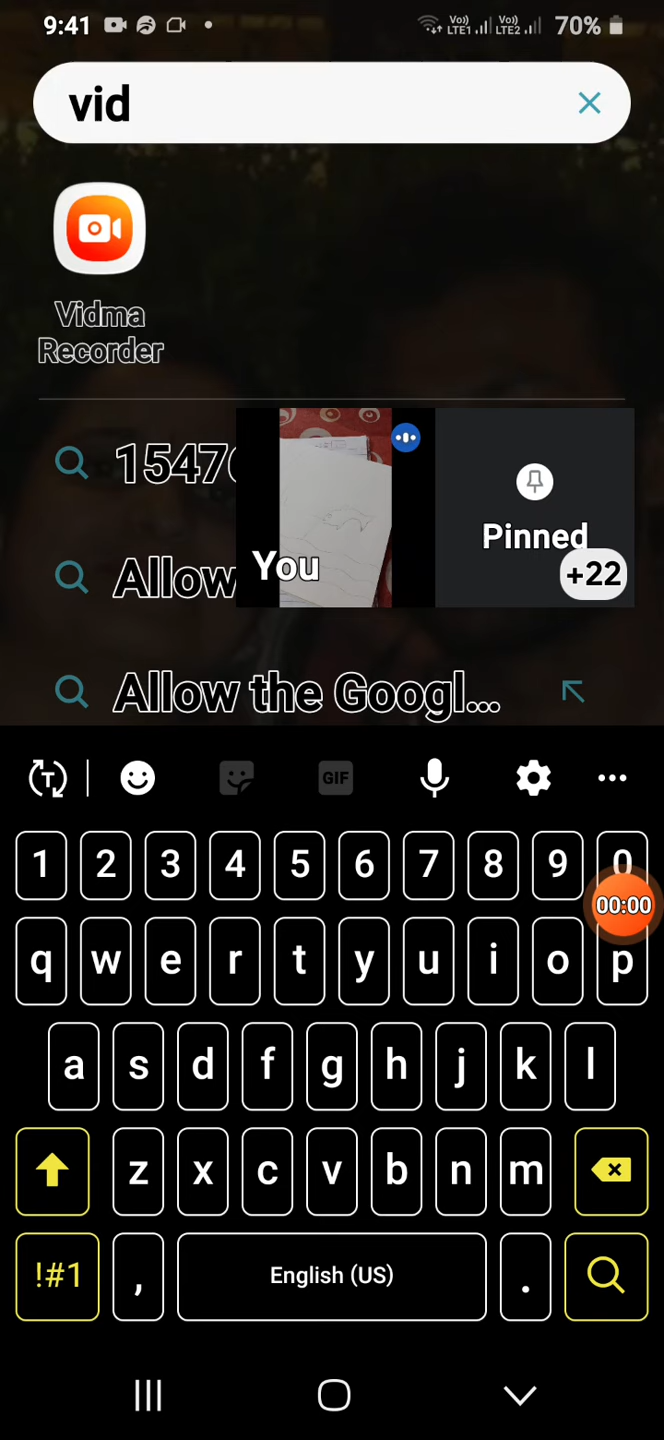 9:41 Vo) LTE1 Vo) LTE2 70%
vid
Vidma
Recorder
1547
Allow
You
Pinned
+22
Allow the Googl...
T GIF
1 2 3 4 5 6 7 8 9 0
00:00
q w e r t y u i o p
a s d f g h j k l
z x c v b n m
!#1 , English (US) .